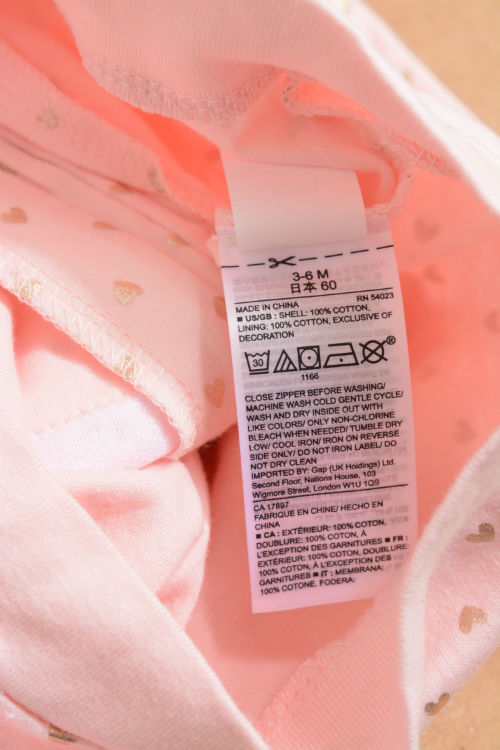 3-6 M
日本 60
MADE IN CHINA RN 54023
■ US/GB : SHELL: 100% COTTON,
LINING: 100% COTTON, EXCLUSIVE OF
DECORATION
30 ®
1166
CLOSE ZIPPER BEFORE WASHING/
MACHINE WASH COLD GENTLE CYCLE/
WASH AND DRY INSIDE OUT WITH
LIKE COLORS/ ONLY NON-CHLORINE
BLEACH WHEN NEEDED/ TUMBLE DRY
LOW/ COOL IRON/ IRON ON REVERSE
SIDE ONLY/ DO NOT IRON LABEL/ DO
NOT DRY CLEAN
IMPORTED BY: Gap (UK Holdings) Ltd.
Second Floor, Nations House, 103
Wigmore Street, London W1U 1QS
CA 17897
FABRIQUE EN CHINE/ HECHO EN
CHINA
■ CA : EXTÉRIEUR: 100% COTON,
DOUBLURE: 100% COTON, À
L'EXCEPTION DES GARNITURES ■ FR :
EXTÉRIEUR: 100% COTON, DOUBLURE:
100% COTON, À L'EXCEPTION DES
GARNITURES ■ IT : MEMBRANA:
100% COTONE, FODERA: